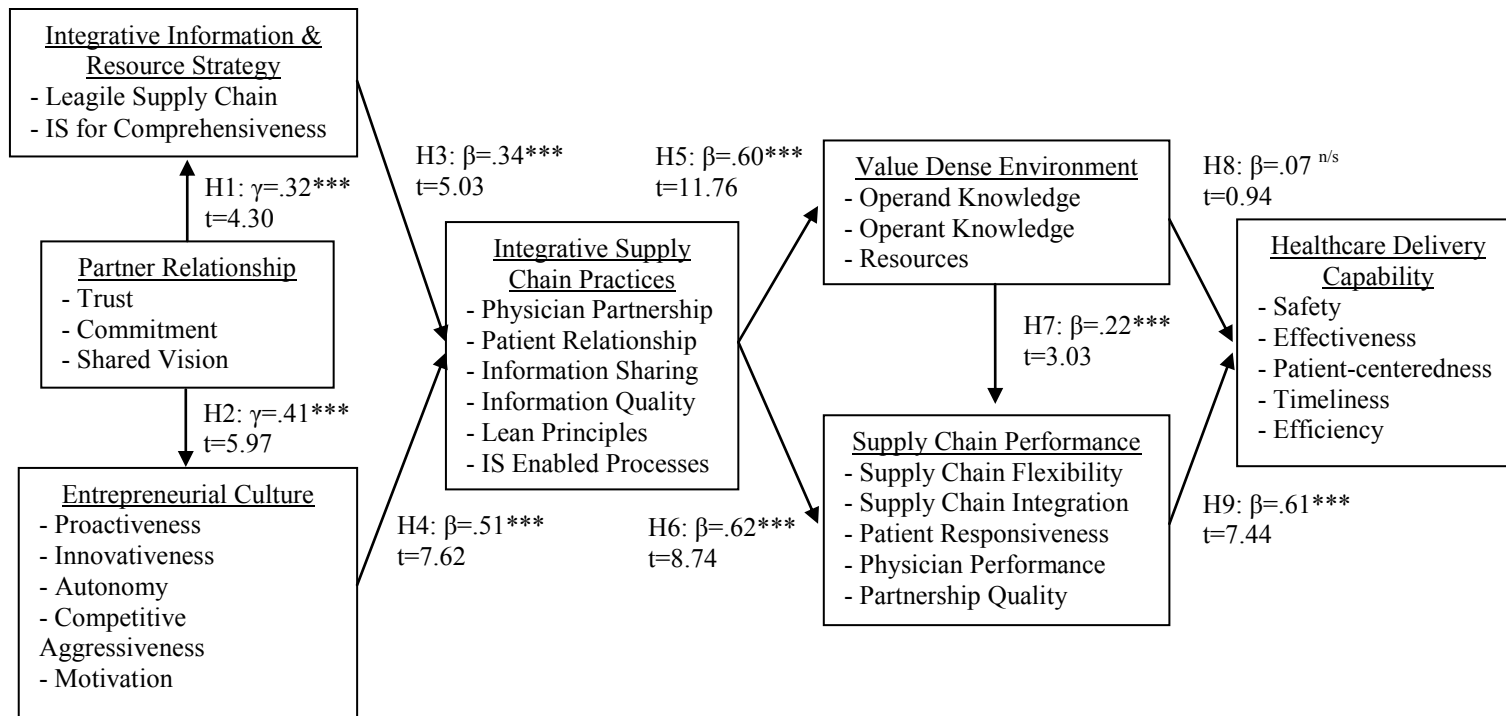 Integrative Information &
Resource Strategy
- Leagile Supply Chain
- IS for Comprehensiveness
H1: γ=.32***
t=4.30
Partner Relationship
- Trust
- Commitment
- Shared Vision
H2: γ=.41***
t=5.97
Entrepreneurial Culture
- Proactiveness
- Innovativeness
- Autonomy
- Competitive
Aggressiveness
- Motivation
H3: β=.34***
t=5.03
H4: β=.51***
t=7.62
Integrative Supply
Chain Practices
- Physician Partnership
- Patient Relationship
- Information Sharing
- Information Quality
- Lean Principles
- IS Enabled Processes
H5: β=.60***
t=11.76
H6: β=.62***
t=8.74
Value Dense Environment
- Operand Knowledge
- Operant Knowledge
- Resources
H7: β=.22***
t=3.03
Supply Chain Performance
- Supply Chain Flexibility
- Supply Chain Integration
- Patient Responsiveness
- Physician Performance
- Partnership Quality
H8: β=.07 n/s
t=0.94
H9: β=.61***
t=7.44
Healthcare Delivery
Capability
- Safety
- Effectiveness
- Patient-centeredness
- Timeliness
- Efficiency